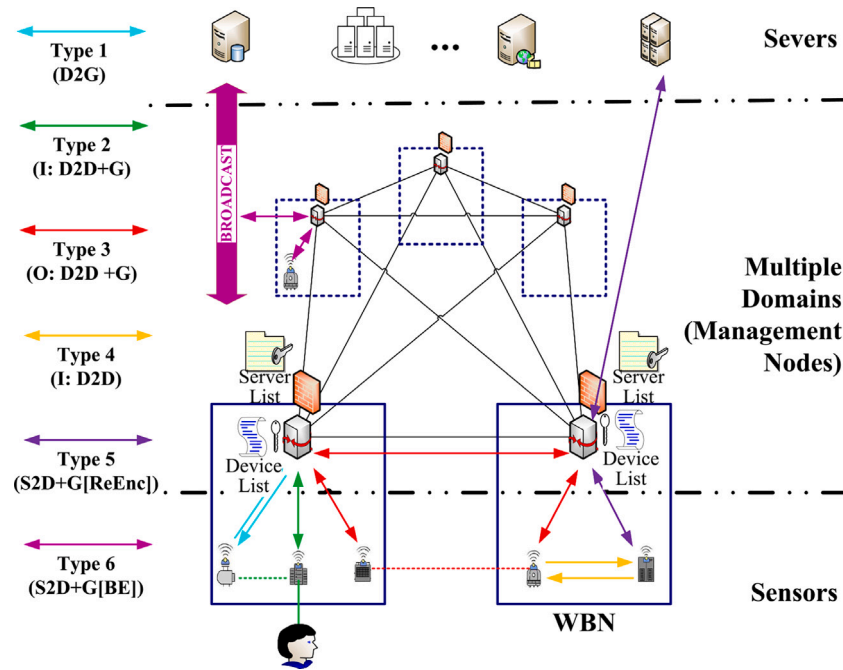 Type 1
(D2G)
Severs
Type 2
(I: D2D+G)
BROADCAST
Type 3
(O: D2D +G)
Multiple
Domains
(Management
Nodes)
Type 4
(I: D2D)
Server
List
Server
List
Type 5
(S2D+G[ReEnc])
Device
List
Device
List
Type 6
(S2D+G[BE])
WBN
Sensors